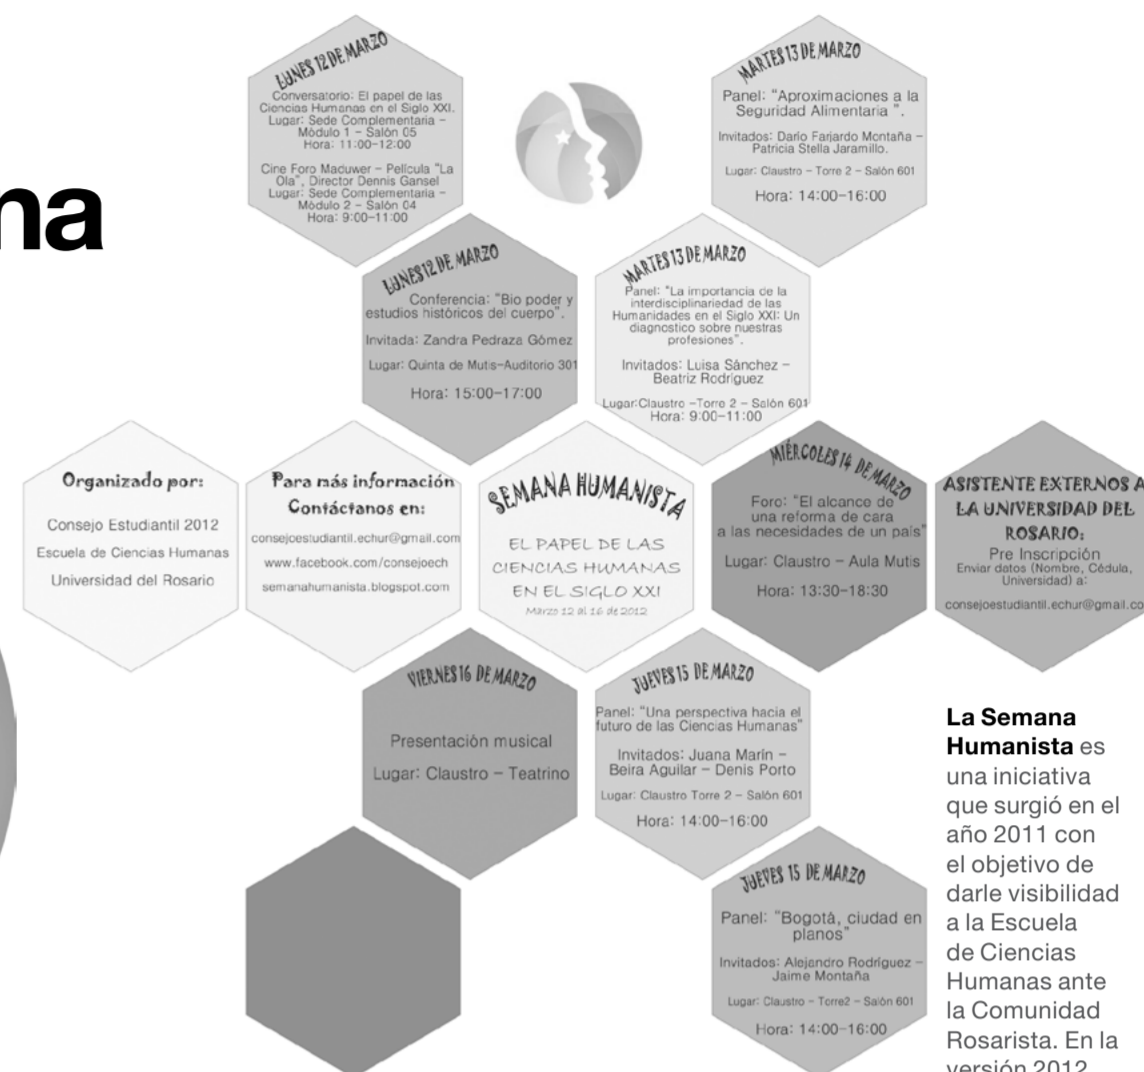 na
LUNES 12 DE MARZO
Conversatorio: El papel de las
Ciencias Humanas en el Siglo XXI.
Lugar: Sede Complementaria –
Módulo 1 – Salón 05
Hora: 11:00–12:00
Cine Foro Maduwer – Película "La
Ola", Director Dennis Gansel
Lugar: Sede Complementaria –
Módulo 2 – Salón 04
Hora: 9:00–11:00
MARTES 13 DE MARZO
Panel: "Aproximaciones a la
Seguridad Alimentaria ".
Invitados: Dario Farjardo Montaña –
Patricia Stella Jaramillo.
Lugar: Claustro – Torre 2 – Salón 601
Hora: 14:00–16:00
LUNES 12 DE MARZO
Conferencia: "Bio poder y
estudios históricos del cuerpo".
Invitada: Zandra Pedraza Gómez
Lugar: Quinta de Mutis–Auditorio 301
Hora: 15:00–17:00
MARTES 13 DE MARZO
Panel: "La importancia de la
interdisciplinariedad de las
Humanidades en el Siglo XXI: Un
diagnostico sobre nuestras
profesiones".
Invitados: Luisa Sánchez –
Beatriz Rodríguez
Lugar:Claustro –Torre 2 – Salón 601
Hora: 9:00–11:00
Organizado por:
Consejo Estudiantil 2012
Escuela de Ciencias Humanas
Universidad del Rosario
Para más información
Contáctanos en:
consejoestudiantil.echur@gmail.com
www.facebook.com/consejoech
semanahumanista.blogspot.com
SEMANA HUMANISTA
EL PAPEL DE LAS
CIENCIAS HUMANAS
EN EL SIGLO XXI
Marzo 12 al 16 de 2012
MIÉRCOLES 14 DE MARZO
Foro: "El alcance de
una reforma de cara
a las necesidades de un país"
Lugar: Claustro – Aula Mutis
Hora: 13:30–18:30
ASISTENTE EXTERNOS A
LA UNIVERSIDAD DEL
ROSARIO:
Pre Inscripción
Enviar datos (Nombre, Cédula,
Universidad) a:
consejoestudiantil.echur@gmail.co
VIERNES 16 DE MARZO
Presentación musical
Lugar: Claustro – Teatrino
JUEVES 15 DE MARZO
Panel: "Una perspectiva hacia el
futuro de las Ciencias Humanas"
Invitados: Juana Marín –
Beira Aguilar – Denis Porto
Lugar: Claustro Torre 2 – Salón 601
Hora: 14:00–16:00
JUEVES 15 DE MARZO
Panel: "Bogotá, ciudad en
planos"
Invitados: Alejandro Rodríguez –
Jaime Montaña
Lugar: Claustro – Torre2 – Salón 601
Hora: 14:00–16:00
La Semana
Humanista es
una iniciativa
que surgió en el
año 2011 con
el objetivo de
darle visibilidad
a la Escuela
de Ciencias
Humanas ante
la Comunidad
Rosarista. En la
versión 2012